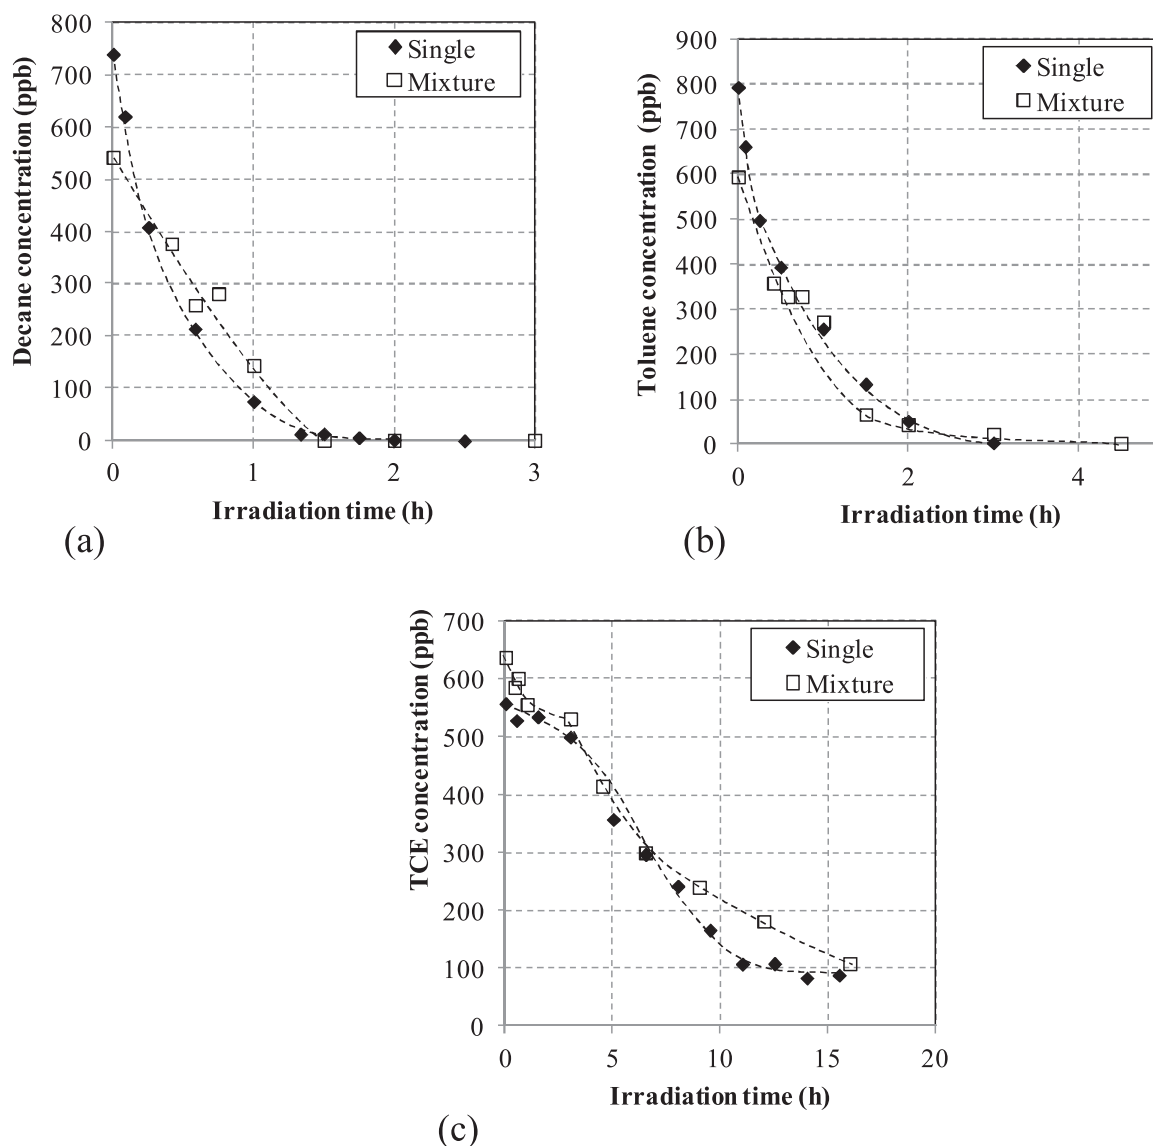 Decane concentration (ppb)
800
700
600
500
400
300
200
100
0
0 1 2 3
Irradiation time (h)
Single
Mixture
(a)
Toluene concentration (ppb)
900
800
700
600
500
400
300
200
100
0
0 2 4
Irradiation time (h)
Single
Mixture
(b)
TCE concentration (ppb)
700
600
500
400
300
200
100
0
0 5 10 15 20
Irradiation time (h)
Single
Mixture
(c)